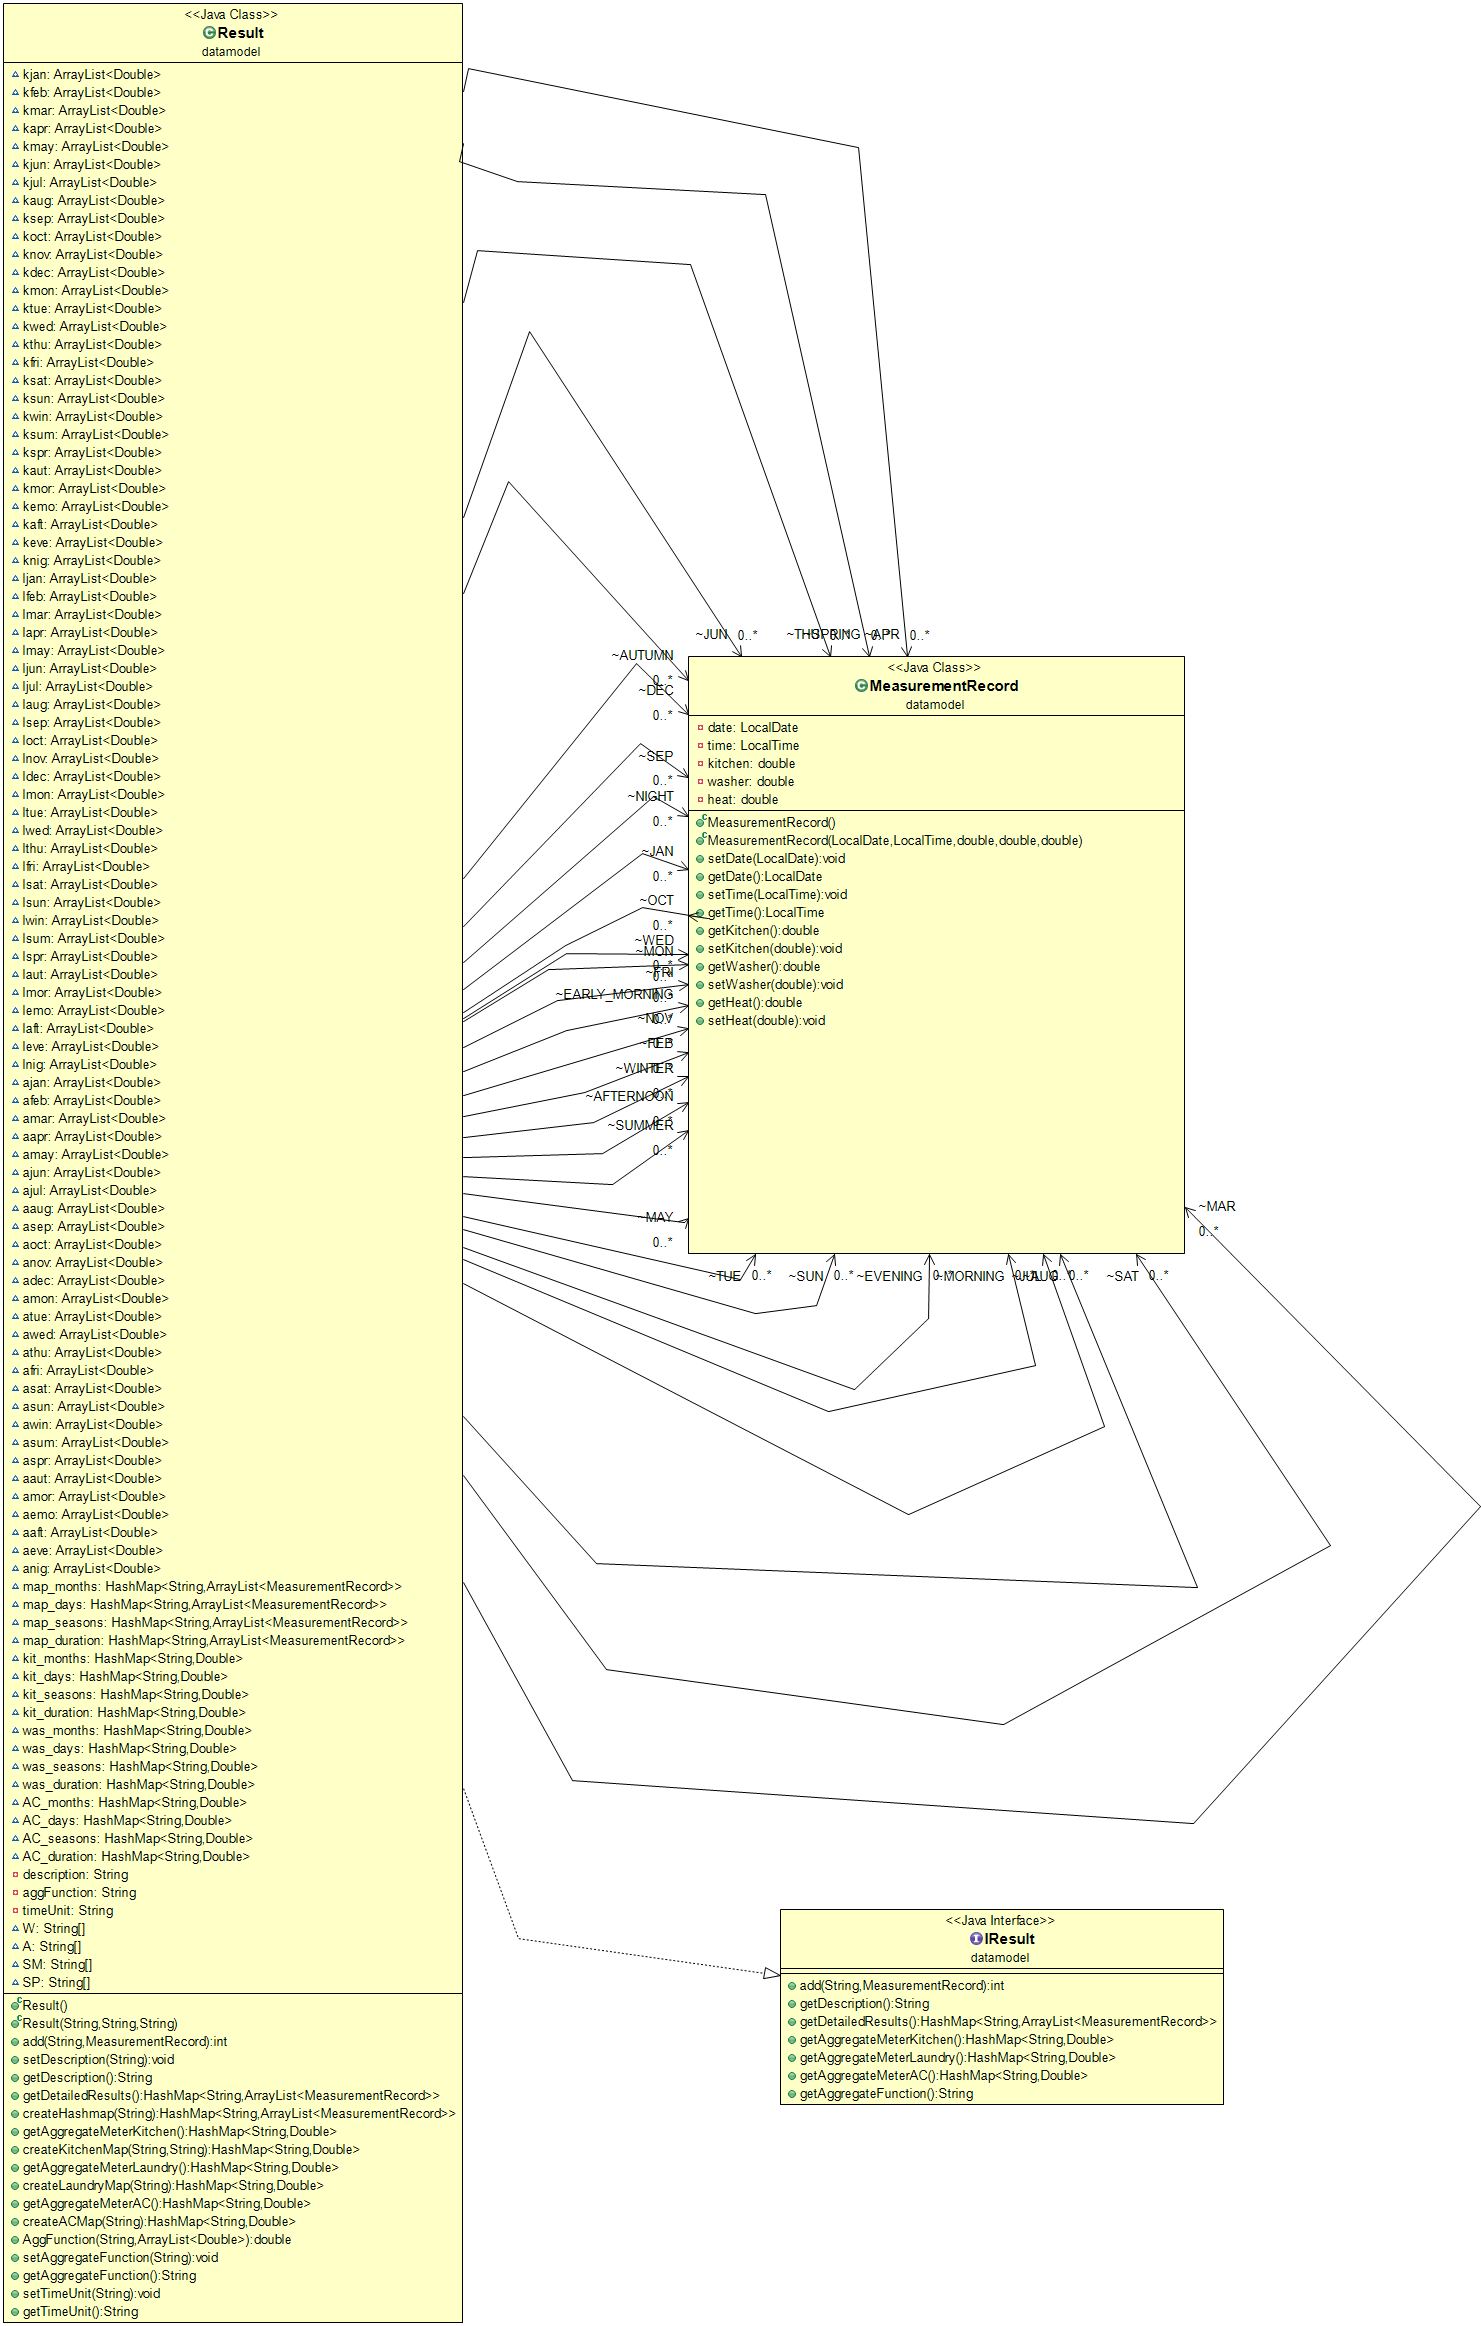 <<Java Class>>
Result
datamodel
kjan: ArrayList<Double>
kfeb: ArrayList<Double>
kmar: ArrayList<Double>
kapr: ArrayList<Double>
kmay: ArrayList<Double>
kjun: ArrayList<Double>
kjul: ArrayList<Double>
kaug: ArrayList<Double>
ksep: ArrayList<Double>
koct: ArrayList<Double>
knov: ArrayList<Double>
kdec: ArrayList<Double>
kmon: ArrayList<Double>
ktue: ArrayList<Double>
kwed: ArrayList<Double>
kthu: ArrayList<Double>
kfri: ArrayList<Double>
ksat: ArrayList<Double>
ksun: ArrayList<Double>
kwin: ArrayList<Double>
ksum: ArrayList<Double>
kspr: ArrayList<Double>
kaut: ArrayList<Double>
kmor: ArrayList<Double>
kemo: ArrayList<Double>
kaft: ArrayList<Double>
keve: ArrayList<Double>
knig: ArrayList<Double>
ljan: ArrayList<Double>
lfeb: ArrayList<Double>
lmar: ArrayList<Double>
lapr: ArrayList<Double>
lmay: ArrayList<Double>
ljun: ArrayList<Double>
ljul: ArrayList<Double>
laug: ArrayList<Double>
lsep: ArrayList<Double>
loct: ArrayList<Double>
lnov: ArrayList<Double>
ldec: ArrayList<Double>
lmon: ArrayList<Double>
ltue: ArrayList<Double>
lwed: ArrayList<Double>
lthu: ArrayList<Double>
lfri: ArrayList<Double>
lsat: ArrayList<Double>
lsun: ArrayList<Double>
lwin: ArrayList<Double>
lsum: ArrayList<Double>
lspr: ArrayList<Double>
laut: ArrayList<Double>
lmor: ArrayList<Double>
lemo: ArrayList<Double>
laft: ArrayList<Double>
leve: ArrayList<Double>
lnig: ArrayList<Double>
ajan: ArrayList<Double>
afeb: ArrayList<Double>
amar: ArrayList<Double>
aapr: ArrayList<Double>
amay: ArrayList<Double>
ajun: ArrayList<Double>
ajul: ArrayList<Double>
aaug: ArrayList<Double>
asep: ArrayList<Double>
aoct: ArrayList<Double>
anov: ArrayList<Double>
adec: ArrayList<Double>
amon: ArrayList<Double>
atue: ArrayList<Double>
awed: ArrayList<Double>
athu: ArrayList<Double>
afri: ArrayList<Double>
asat: ArrayList<Double>
asun: ArrayList<Double>
awin: ArrayList<Double>
asum: ArrayList<Double>
aspr: ArrayList<Double>
aaut: ArrayList<Double>
amor: ArrayList<Double>
aemo: ArrayList<Double>
aaft: ArrayList<Double>
aeve: ArrayList<Double>
anig: ArrayList<Double>
map_months: HashMap<String,ArrayList<MeasurementRecord>>
map_days: HashMap<String,ArrayList<MeasurementRecord>>
map_seasons: HashMap<String,ArrayList<MeasurementRecord>>
map_duration: HashMap<String,ArrayList<MeasurementRecord>>
kit_months: HashMap<String,Double>
kit_days: HashMap<String,Double>
kit_seasons: HashMap<String,Double>
kit_duration: HashMap<String,Double>
was_months: HashMap<String,Double>
was_days: HashMap<String,Double>
was_seasons: HashMap<String,Double>
was_duration: HashMap<String,Double>
AC_months: HashMap<String,Double>
AC_days: HashMap<String,Double>
AC_seasons: HashMap<String,Double>
AC_duration: HashMap<String,Double>
description: String
aggFunction: String
timeUnit: String
W: String[]
A: String[]
SM: String[]
SP: String[]
Result()
Result(String,String,String)
add(String,MeasurementRecord):int
setDescription(String):void
getDescription():String
getDetailedResults():HashMap<String,ArrayList<MeasurementRecord>>
createHashmap(String):HashMap<String,ArrayList<MeasurementRecord>>
getAggregateMeterKitchen():HashMap<String,Double>
createKitchenMap(String,String):HashMap<String,Double>
getAggregateMeterLaundry():HashMap<String,Double>
createLaundryMap(String):HashMap<String,Double>
getAggregateMeterAC():HashMap<String,Double>
createACMap(String):HashMap<String,Double>
AggFunction(String,ArrayList<Double>):double
setAggregateFunction(String):void
getAggregateFunction():String
setTimeUnit(String):void
getTimeUnit():String
~JUN 0..*
~THU
~SPRING 0..*
~APR 0..*
~AUTUMN
0..*
~DEC
0..*
~SEP
0..*
~NIGHT
0..*
~JAN
0..*
~OCT
0..*
~WED
~MON
~FRI
~EARLY_MORNING
~NOV
~FEB
~WINTER
~AFTERNOON
~SUMMER
0..*
~MAY
0..*
<<Java Class>>
MeasurementRecord
datamodel
date: LocalDate
time: LocalTime
kitchen: double
washer: double
heat: double
MeasurementRecord()
MeasurementRecord(LocalDate,LocalTime,double,double,double)
setDate(LocalDate):void
getDate():LocalDate
setTime(LocalTime):void
getTime():LocalTime
getKitchen():double
setKitchen(double):void
getWasher():double
setWasher(double):void
getHeat():double
setHeat(double):void
~MAR
0..*
~TUE 0..*
~SUN 0..*
~EVENING 0..*
~MORNING 0..*
~JUL
~AUG 0..*
~SAT 0..*
<<Java Interface>>
IResult
datamodel
add(String,MeasurementRecord):int
getDescription():String
getDetailedResults():HashMap<String,ArrayList<MeasurementRecord>>
getAggregateMeterKitchen():HashMap<String,Double>
getAggregateMeterLaundry():HashMap<String,Double>
getAggregateMeterAC():HashMap<String,Double>
getAggregateFunction():String